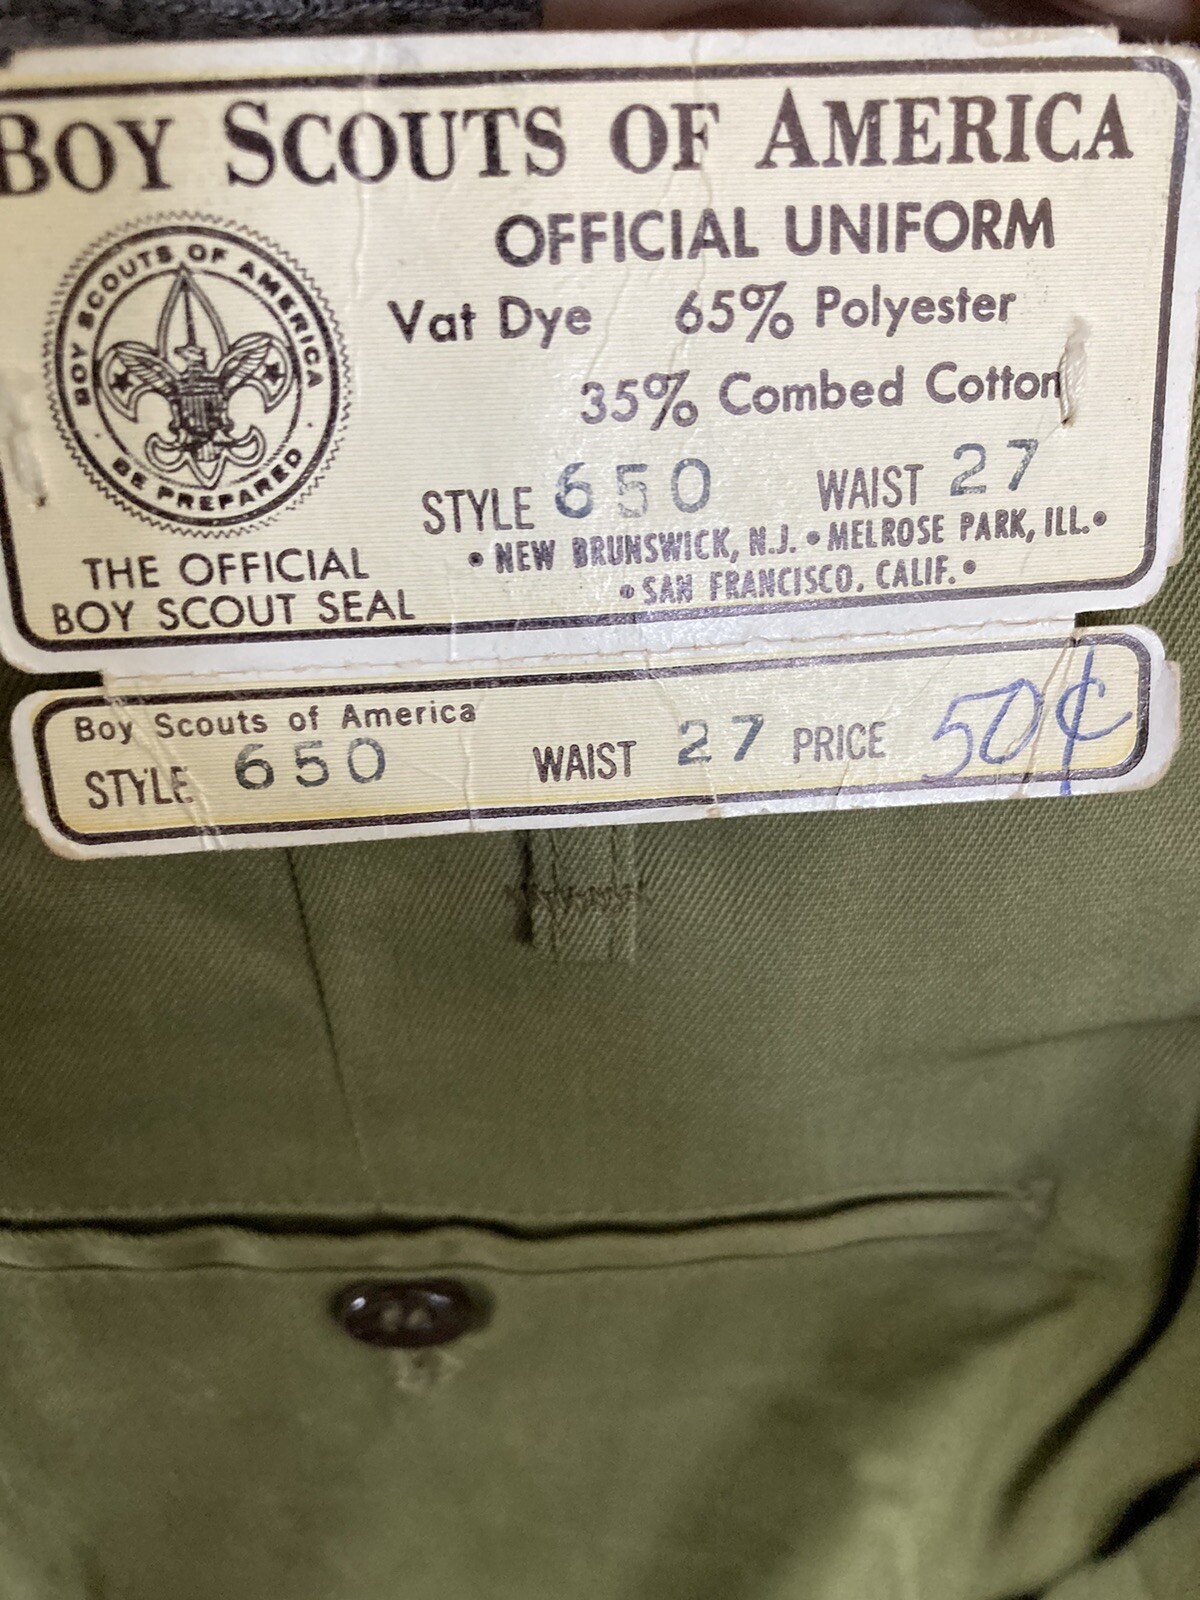 BOY SCOUTS OF AMERICA
OFFICIAL UNIFORM
Vat Dye 65% Polyester
35% Combed Cotton
STYLE 650 WAIST 27
• NEW BRUNSWICK, N.J. • MELROSE PARK, ILL. •
• SAN FRANCISCO, CALIF. •
BOY SCOUTS OF AMERICA
· BE PREPARED ·
THE OFFICIAL
BOY SCOUT SEAL
Boy Scouts of America
STYLE 650 WAIST 27 PRICE 50¢